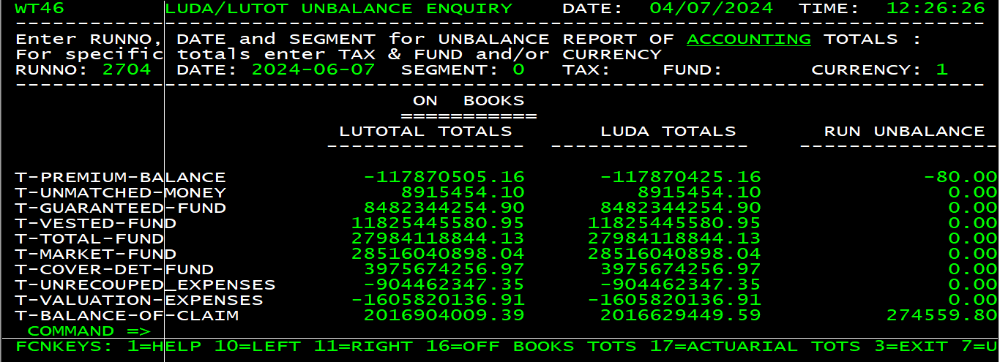 WT46 LUDA/LUTOT UNBALANCE ENQUIRY DATE: 04/07/2024 TIME: 12:26:26
--------------------------------------------------------------------------------
Enter RUNNO, DATE and SEGMENT for UNBALANCE REPORT OF ACCOUNTING TOTALS :
For specific totals enter TAX & FUND and/or CURRENCY
RUNNO: 2704 DATE: 2024-06-07 SEGMENT: 0 TAX: FUND: CURRENCY: 1
--------------------------------------------------------------------------------
ON BOOKS
===========
LUTOTAL TOTALS LUDA TOTALS RUN UNBALANCE
---------------- ---------------- ----------------
T-PREMIUM-BALANCE -117870505.16 -117870425.16 -80.00
T-UNMATCHED-MONEY 8915454.10 8915454.10 0.00
T-GUARANTEED-FUND 8482344254.90 8482344254.90 0.00
T-VESTED-FUND 11825445580.95 11825445580.95 0.00
T-TOTAL-FUND 27984118844.13 27984118844.13 0.00
T-MARKET-FUND 28516040898.04 28516040898.04 0.00
T-COVER-DET-FUND 3975674256.97 3975674256.97 0.00
T-UNRECOUPED_EXPENSES -904462347.35 -904462347.35 0.00
T-VALUATION-EXPENSES -1605820136.91 -1605820136.91 0.00
T-BALANCE-OF-CLAIM 2016904009.39 2016629449.59 274559.80
COMMAND =>
FCNKEYS: 1=HELP 10=LEFT 11=RIGHT 16=OFF BOOKS TOTS 17=ACTUARIAL TOTS 3=EXIT 7=U